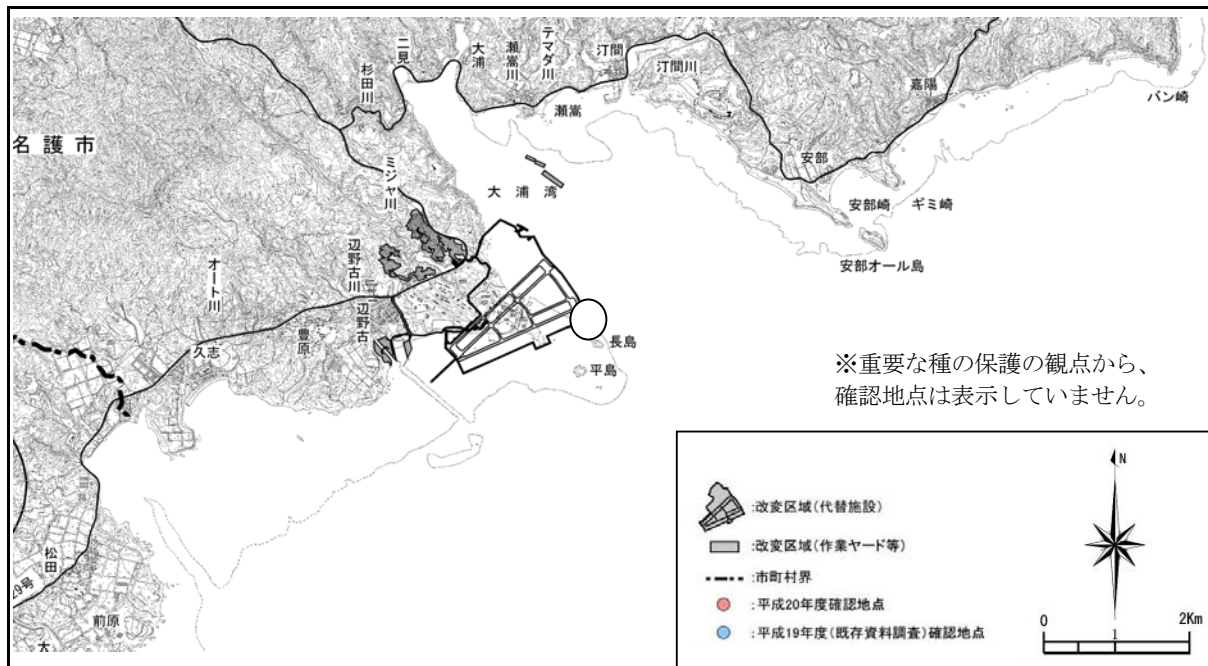 名護市
杉田川
二見
大浦
瀬嵩川
テマダ川
汀間
汀間川
瀬嵩
嘉陽
バン崎
安部
安部崎
ギミ崎
安部オール島
大浦湾
ミジャ川
辺野古川
辺野古
オート川
豊原
久志
長島
平島
松田
29号
前原
※重要な種の保護の観点から、
確認地点は表示していません。
:改変区域(代替施設)
:改変区域(作業ヤード等)
:市町村界
:平成20年度確認地点
:平成19年度(既存資料調査)確認地点
N
0 1 2Km